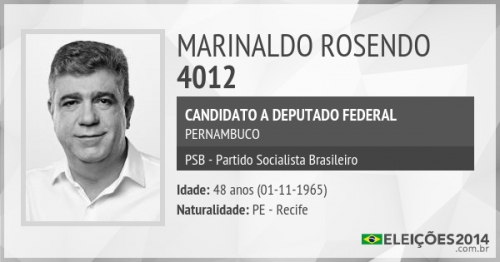 MARINALDO ROSENDO
4012
CANDIDATO A DEPUTADO FEDERAL
PERNAMBUCO
PSB - Partido Socialista Brasileiro
Idade: 48 anos (01-11-1965)
Naturalidade: PE - Recife
ELEIÇÕES2014
.com.br